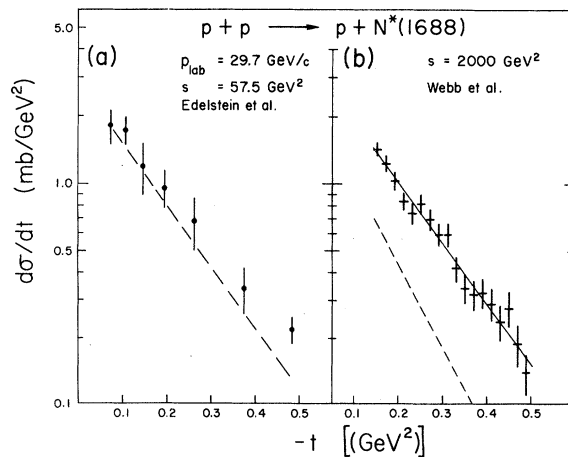 p + p ⟶ p + N*(1688)
(a)
p_lab = 29.7 GeV/c
s = 57.5 GeV²
Edelstein et al.
(b)
s = 2000 GeV²
Webb et al.
dσ/dt (mb/GeV²)
5.0
1.0
0.5
0.1
0.1 0.2 0.3 0.4 0.5
0.1 0.2 0.3 0.4 0.5
-t [(GeV²)]